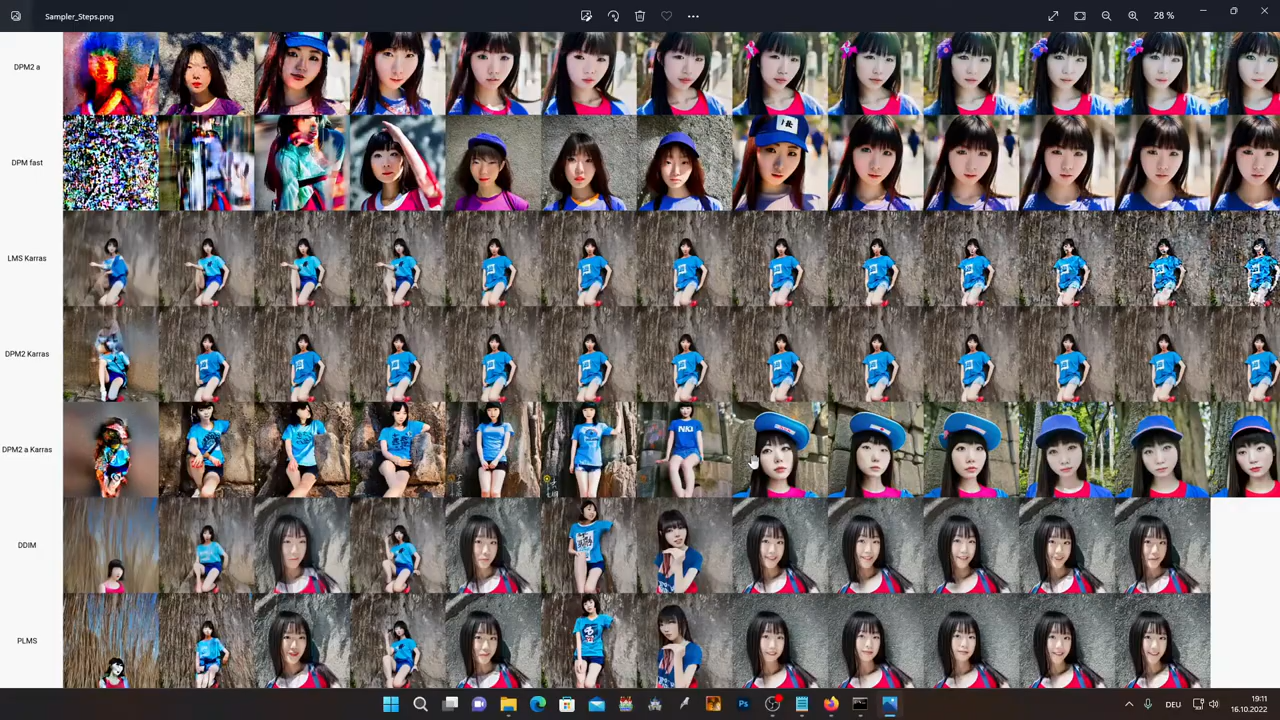 Sampler_Steps.png
28 %
DPM2 a
DPM fast
LMS Karras
DPM2 Karras
DPM2 a Karras
NKI
DDIM
PLMS
DEU
19:11
16.10.2022